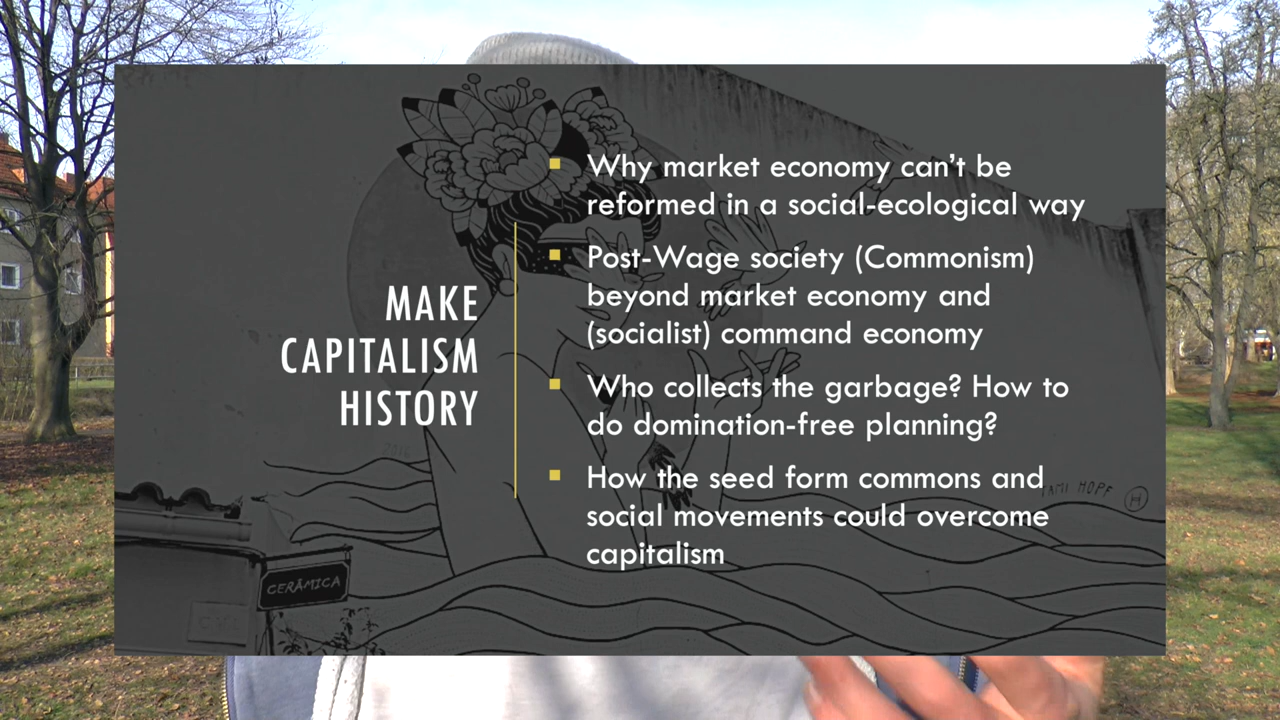 MAKE
CAPITALISM
HISTORY
Why market economy can't be
reformed in a social-ecological way
Post-Wage society (Commonism)
beyond market economy and
(socialist) command economy
Who collects the garbage? How to
do domination-free planning?
How the seed form commons and
social movements could overcome
capitalism
TAMI HOPF
H
CERÂMICA